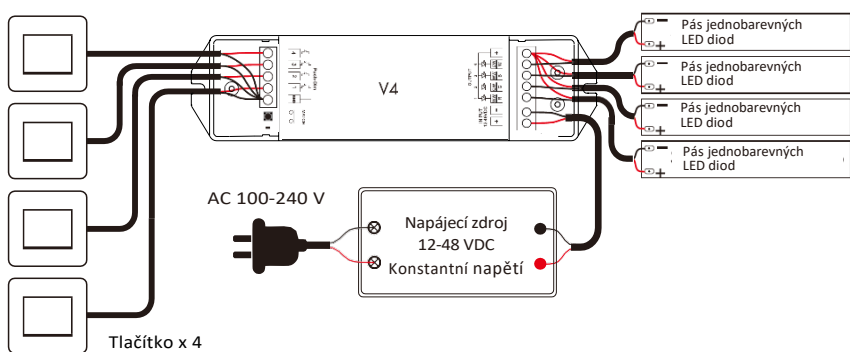 Pás jednobarevných
LED diod
Pás jednobarevných
LED diod
Pás jednobarevných
LED diod
Pás jednobarevných
LED diod
V4
AC 100-240 V
Napájecí zdroj
12-48 VDC
Konstantní napětí
Tlačítko x 4